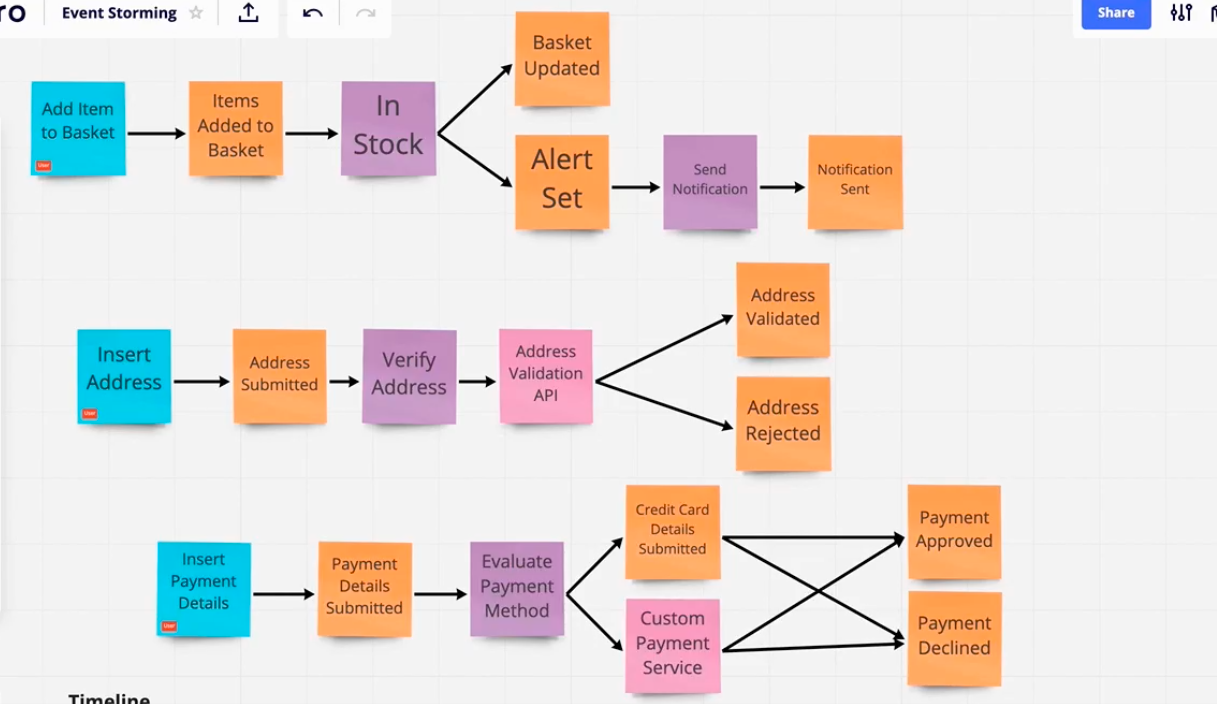 ro
Event Storming
Share
Basket
Updated
Add Item
to Basket
User
Items
Added to
Basket
In
Stock
Alert
Set
Send
Notification
Notification
Sent
Address
Validated
Insert
Address
User
Address
Submitted
Verify
Address
Address
Validation
API
Address
Rejected
Credit Card
Details
Submitted
Payment
Approved
Insert
Payment
Details
User
Payment
Details
Submitted
Evaluate
Payment
Method
Custom
Payment
Service
Payment
Declined
Timeline